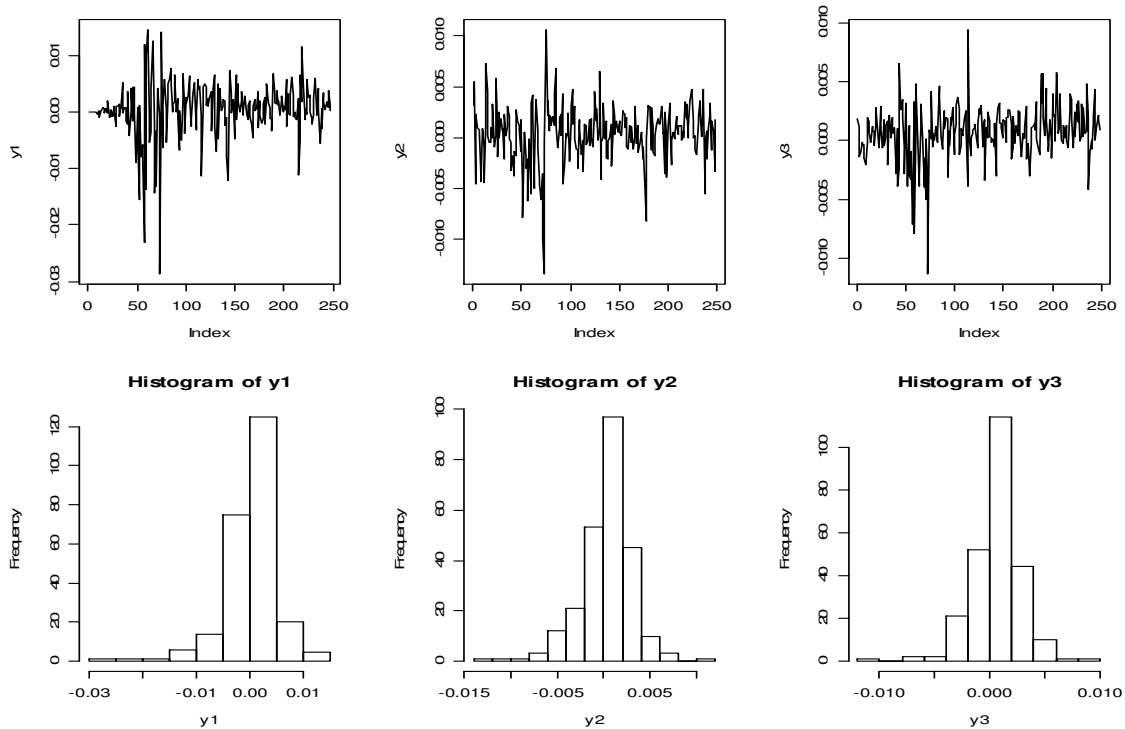 0.01
0.00
-0.01
-0.02
-0.03
y1
0 50 100 150 200 250
Index
0.010
0.005
0.000
-0.005
-0.010
y2
0 50 100 150 200 250
Index
0.010
0.005
0.000
-0.005
-0.010
y3
0 50 100 150 200 250
Index
Histogram of y1
120
100
80
60
40
20
0
Frequency
-0.03 -0.01 0.00 0.01
y1
Histogram of y2
100
80
60
40
20
0
Frequency
-0.015 -0.005 0.005
y2
Histogram of y3
100
80
60
40
20
0
Frequency
-0.010 0.000 0.010
y3